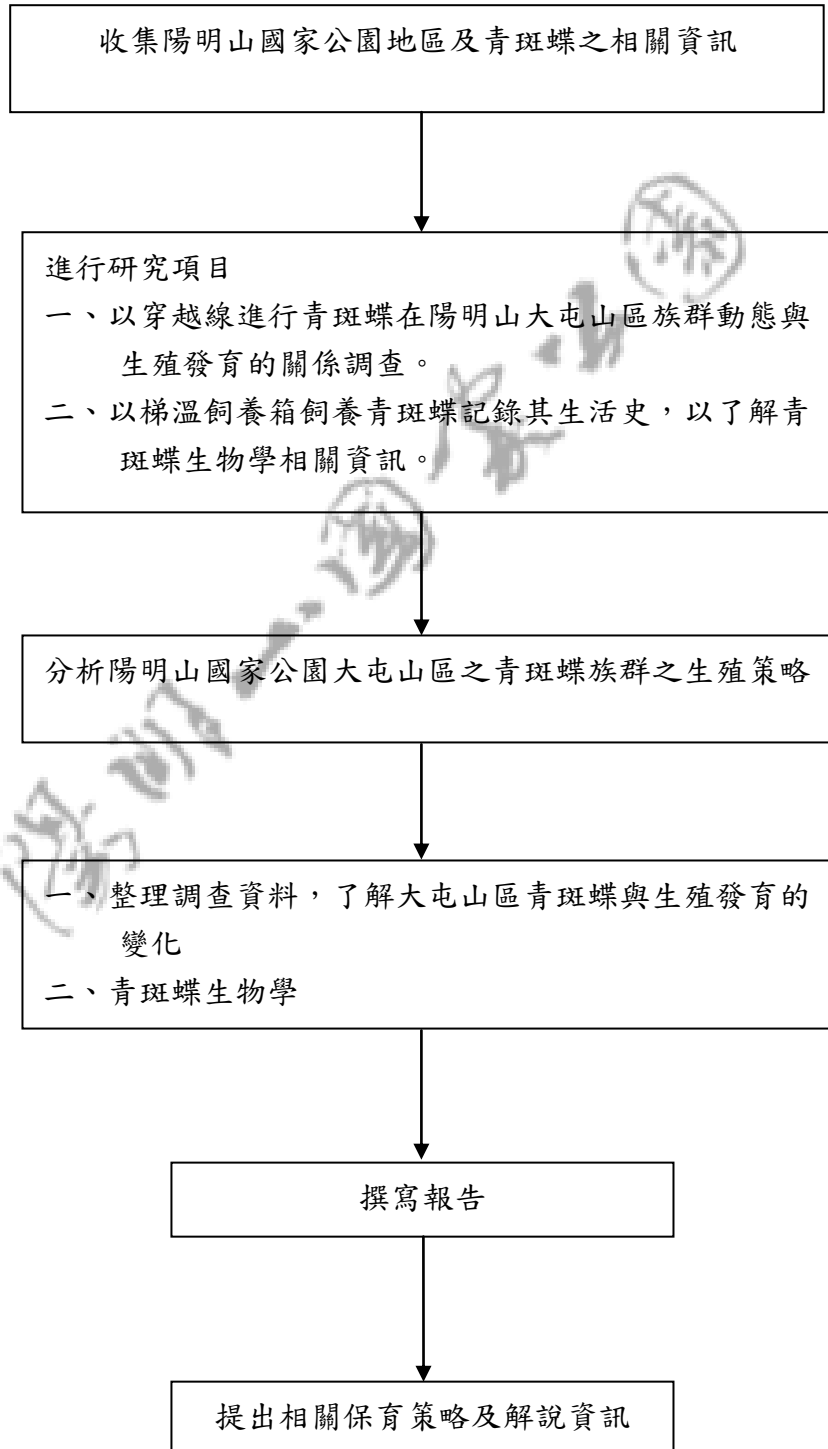 收集陽明山國家公園地區及青斑蝶之相關資訊
進行研究項目
一、以穿越線進行青斑蝶在陽明山大屯山區族群動態與
生殖發育的關係調查。
二、以梯溫飼養箱飼養青斑蝶記錄其生活史，以了解青
斑蝶生物學相關資訊。
分析陽明山國家公園大屯山區之青斑蝶族群之生殖策略
一、整理調查資料，了解大屯山區青斑蝶與生殖發育的
變化
二、青斑蝶生物學
撰寫報告
提出相關保育策略及解說資訊